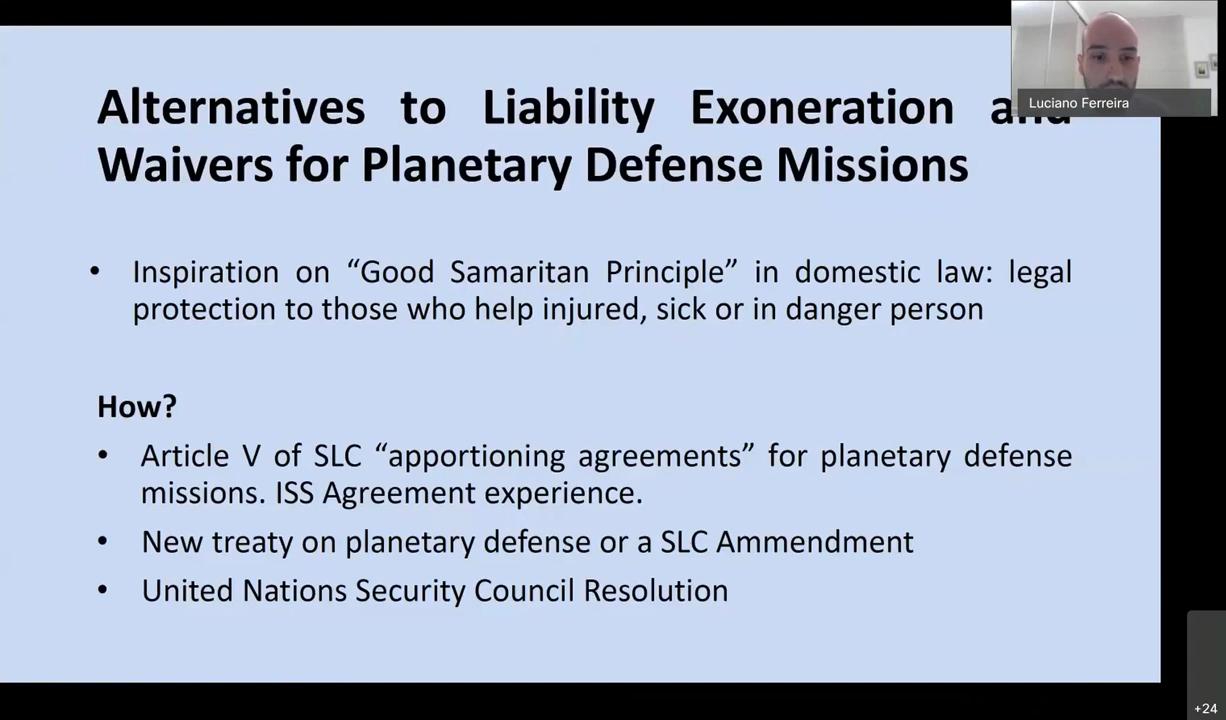 Luciano Ferreira
Alternatives to Liability Exoneration and
Waivers for Planetary Defense Missions
• Inspiration on “Good Samaritan Principle” in domestic law: legal
protection to those who help injured, sick or in danger person
How?
• Article V of SLC “apportioning agreements” for planetary defense
missions. ISS Agreement experience.
• New treaty on planetary defense or a SLC Ammendment
• United Nations Security Council Resolution
+24